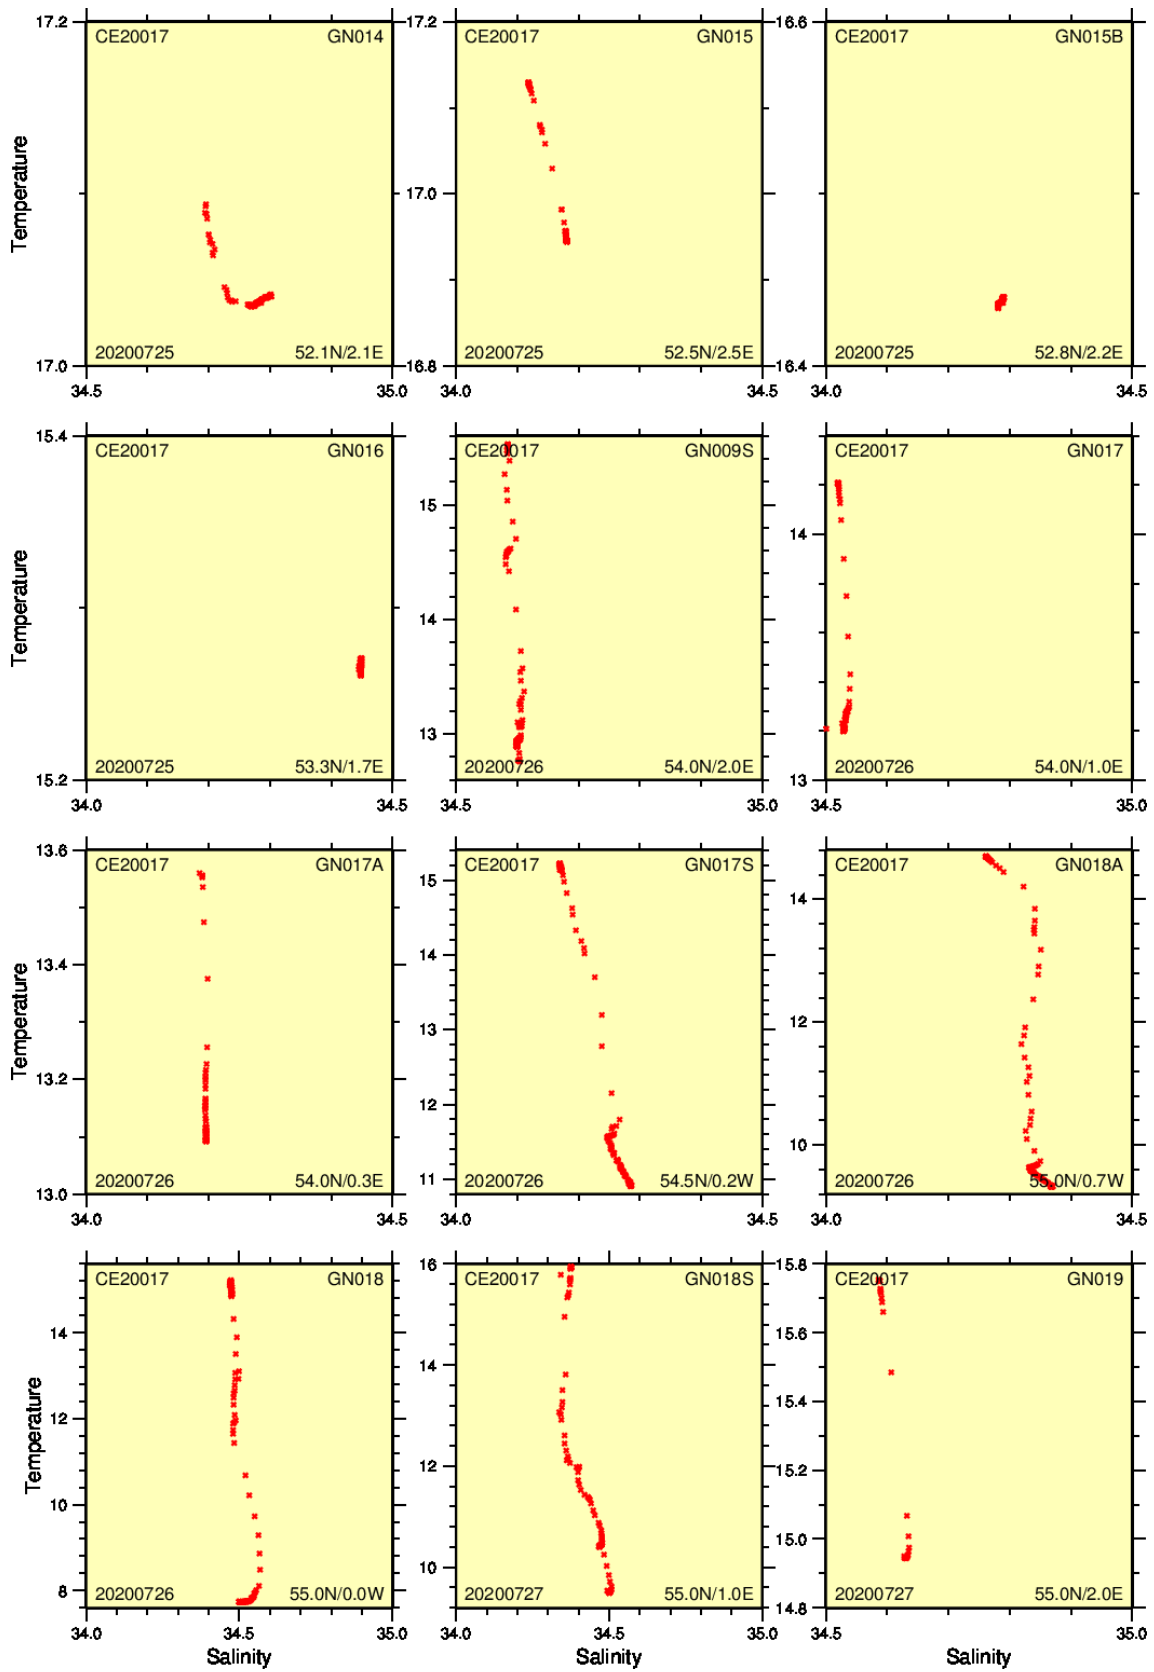 17.2
CE20017 GN014
Temperature
20200725 52.1N/2.1E
17.0
34.5 35.0
17.2
CE20017 GN015
17.0
20200725 52.5N/2.5E
16.8
34.0 34.5
16.6
CE20017 GN015B
20200725 52.8N/2.2E
16.4
34.0 34.5
15.4
CE20017 GN016
Temperature
20200725 53.3N/1.7E
15.2
34.0 34.5
CE20017 GN009S
15
14
13
20200726 54.0N/2.0E
34.5 35.0
CE20017 GN017
14
20200726 54.0N/1.0E
13
34.5 35.0
13.6
CE20017 GN017A
13.4
Temperature
13.2
20200726 54.0N/0.3E
13.0
34.0 34.5
CE20017 GN017S
15
14
13
12
11
20200726 54.5N/0.2W
34.0 34.5
CE20017 GN018A
14
12
10
20200726 55.0N/0.7W
34.0 34.5
CE20017 GN018
14
12
Temperature
10
8
20200726 55.0N/0.0W
34.0 34.5 35.0
Salinity
16
CE20017 GN018S
14
12
10
20200727 55.0N/1.0E
34.0 34.5 35.0
Salinity
15.8
CE20017 GN019
15.6
15.4
15.2
15.0
20200727 55.0N/2.0E
14.8
34.5 35.0
Salinity